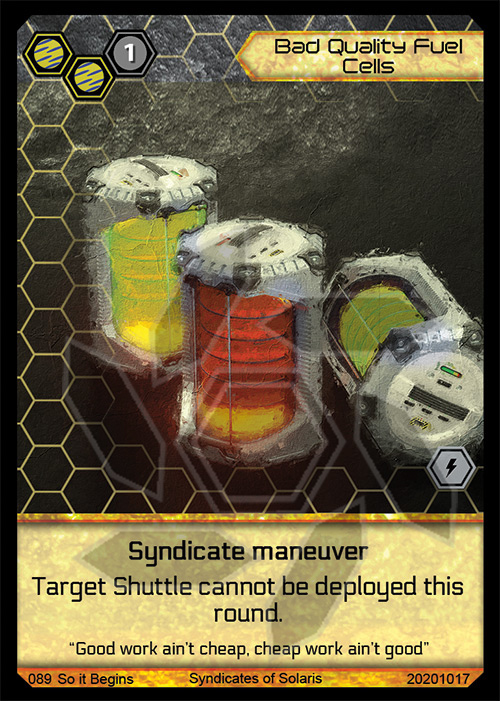 1
Bad Quality Fuel
Cells
Syndicate maneuver
Target Shuttle cannot be deployed this
round.
“Good work ain't cheap, cheap work ain't good”
089 So it Begins Syndicates of Solaris 20201017